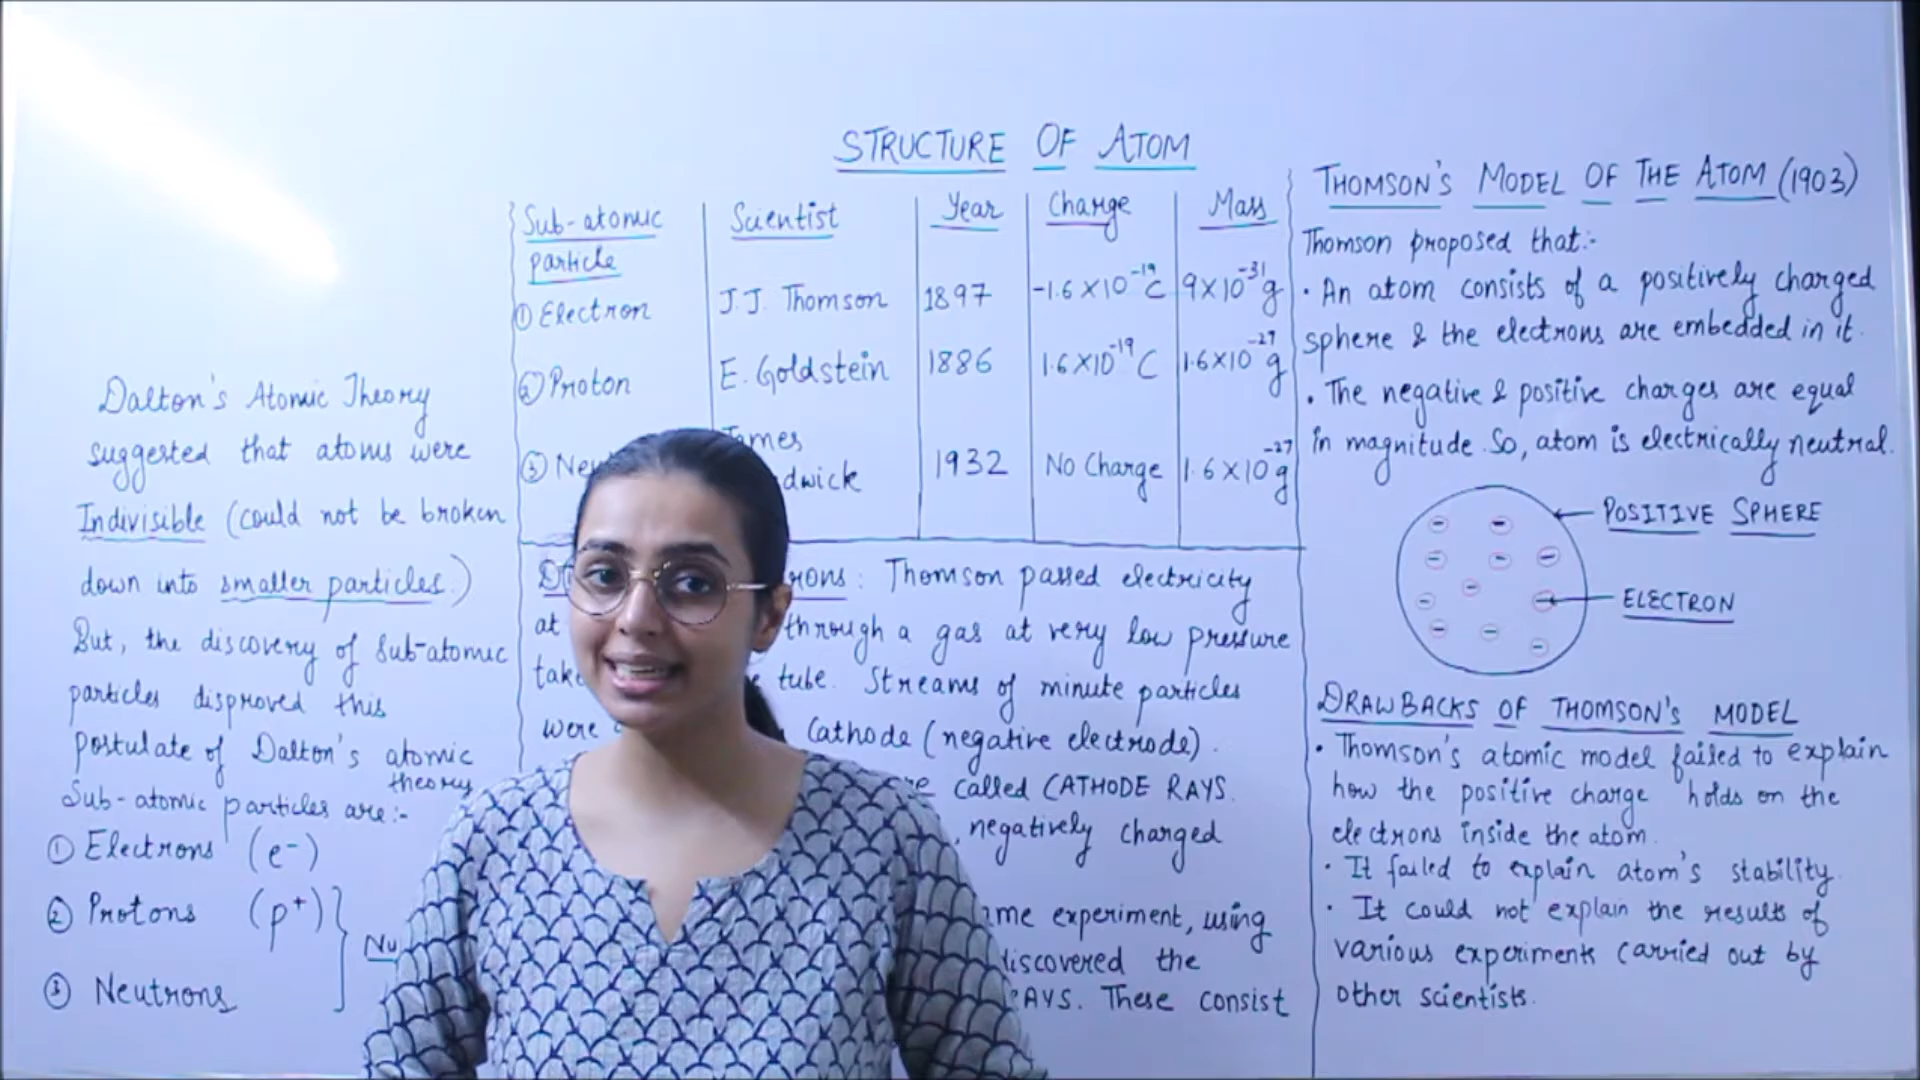 STRUCTURE OF ATOM
Dalton's Atomic Theory
suggested that atoms were
Indivisible (could not be broken
down into smaller particles.)
But, the discovery of sub-atomic
particles disproved this
postulate of Dalton's atomic
theory
Sub-atomic particles are:-
① Electrons (e⁻)
② Protons (p⁺)
③ Neutrons
Sub-atomic particle Scientist Year Charge Mass
① Electron J.J. Thomson 1897 -1.6×10⁻¹⁹ C 9×10⁻³¹ g
② Proton E. Goldstein 1886 1.6×10⁻¹⁹ C 1.6×10⁻²⁷ g
③ James 1932 No Charge 1.6×10⁻²⁷ g
: Thomson passed electricity
at through a gas at very low pressure
tube. Streams of minute particles
were Cathode (negative electrode).
called CATHODE RAYS.
, negatively charged
experiment, using
discovered the
RAYS. These consist
THOMSON'S MODEL OF THE ATOM (1903)
Thomson proposed that:-
• An atom consists of a positively charged
sphere & the electrons are embedded in it.
• The negative & positive charges are equal
in magnitude. So, atom is electrically neutral.
POSITIVE SPHERE
ELECTRON
DRAWBACKS OF THOMSON'S MODEL
• Thomson's atomic model failed to explain
how the positive charge holds on the
electrons inside the atom.
• It failed to explain atom's stability.
• It could not explain the results of
various experiments carried out by
other scientists.